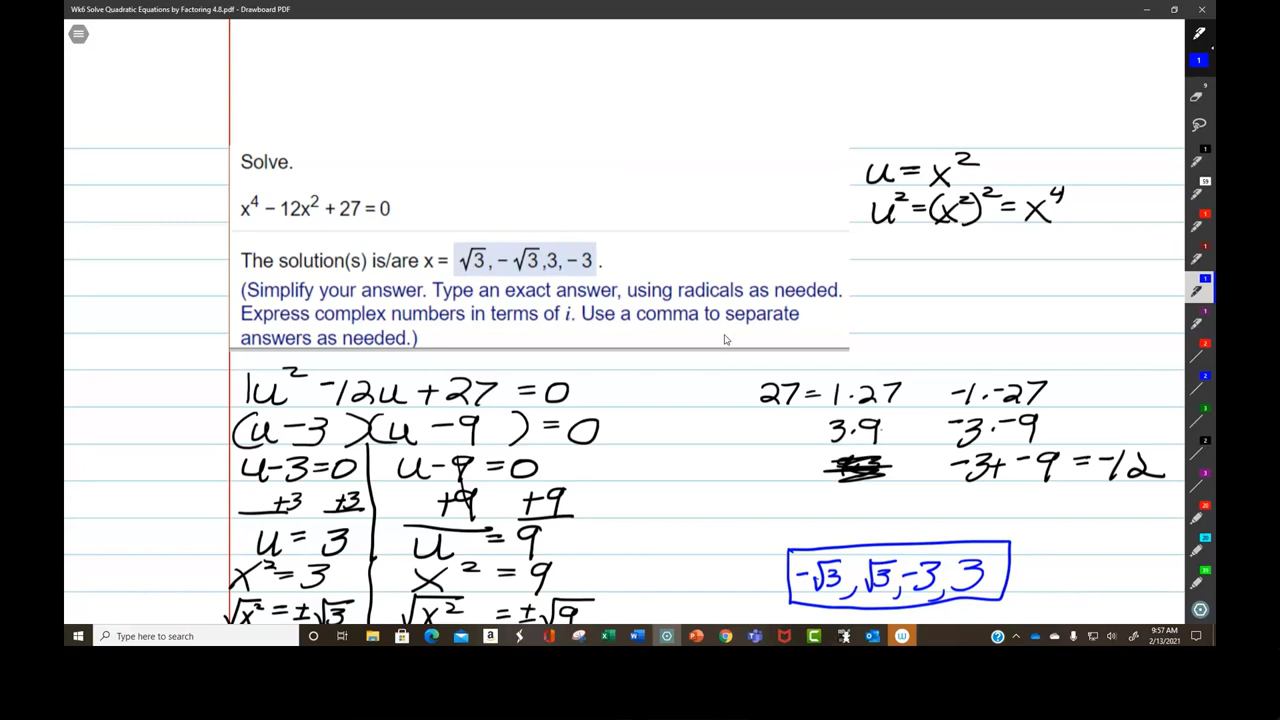 Wk6 Solve Quadratic Equations by Factoring 4.8.pdf - Drawboard PDF
Solve.
x⁴ − 12x² + 27 = 0
The solution(s) is/are x = √3, − √3,3, − 3 .
(Simplify your answer. Type an exact answer, using radicals as needed.
Express complex numbers in terms of i. Use a comma to separate
answers as needed.)
u = x²
u² = (x²)² = x⁴
1u² -12u + 27 = 0
(u - 3 )(u - 9 ) = 0
u - 3 = 0
+3 +3
u = 3
x² = 3
√x² = ±√3
u - 9 = 0
+9 +9
u = 9
x² = 9
√x² = ±√9
27 = 1·27 -1·-27
3·9 -3·-9
-3 + -9 = -12
-√3, √3, -3, 3
Type here to search
9:57 AM
2/13/2021